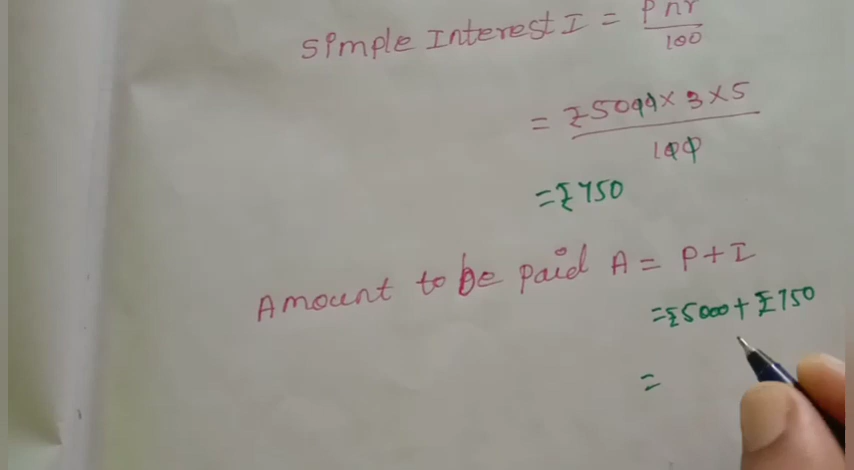 Simple Interest I = Pnr/100
= ₹5000 × 3 × 5/100
= ₹750
Amount to be paid A = P+I
= ₹5000 + ₹750
=